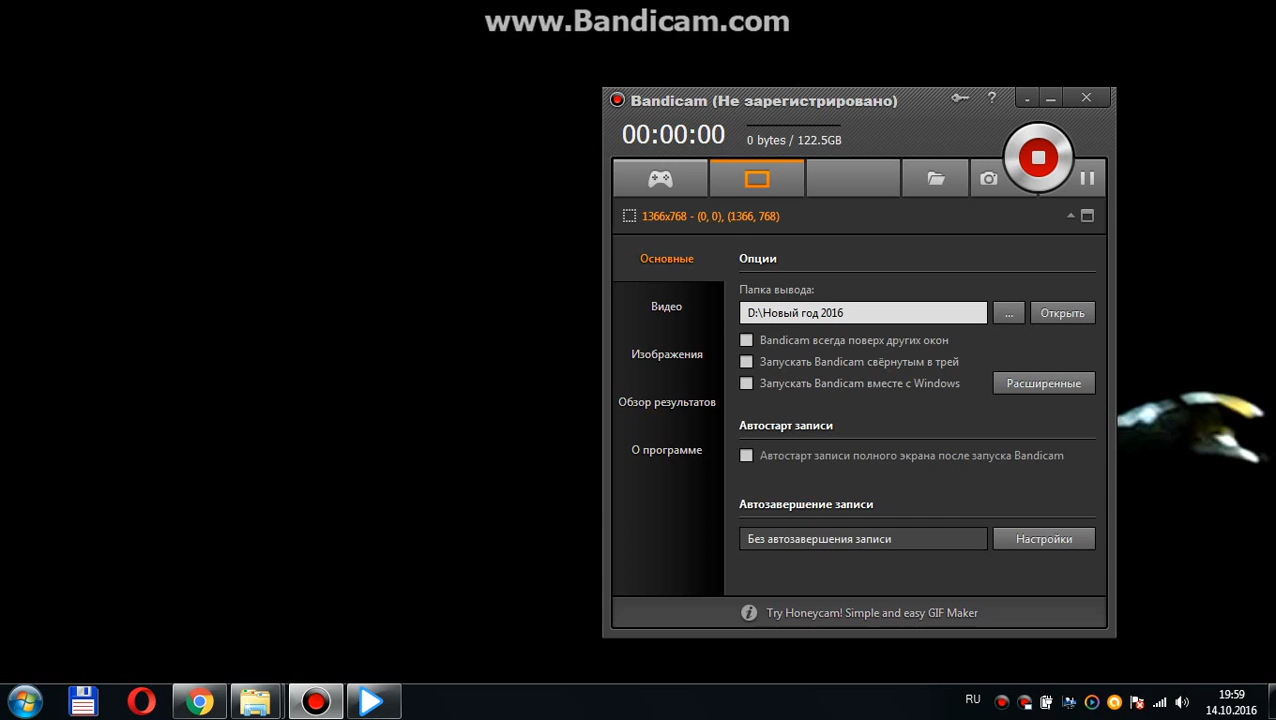 www.Bandicam.com
Bandicam (Не зарегистрировано)
?
00:00:00
0 bytes / 122.5GB
1366x768 - (0, 0), (1366, 768)
Основные
Видео
Изображения
Обзор результатов
О программе
Опции
Папка вывода:
D:\Новый год 2016
...
Открыть
Bandicam всегда поверх других окон
Запускать Bandicam свёрнутым в трей
Запускать Bandicam вместе с Windows
Расширенные
Автостарт записи
Автостарт записи полного экрана после запуска Bandicam
Автозавершение записи
Без автозавершения записи
Настройки
Try Honeycam! Simple and easy GIF Maker
RU
19:59
14.10.2016